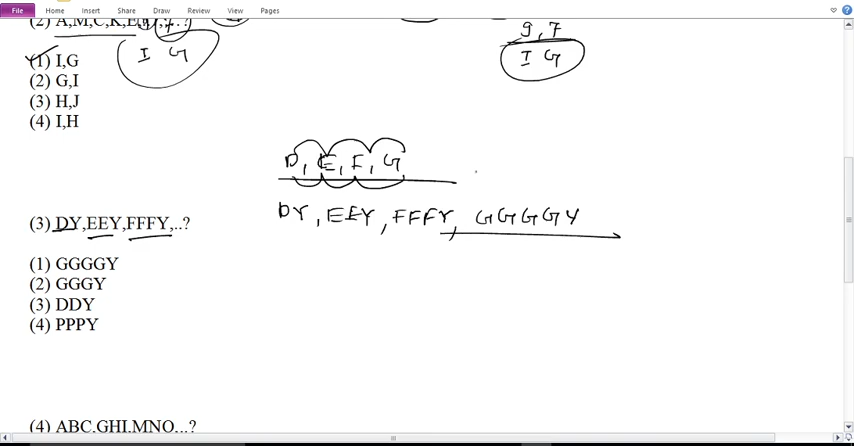 File Home Insert Share Draw Review View Pages
(2) A,M,C,K,E
9, 7
I G
I G
(1) I,G
(2) G,I
(3) H,J
(4) I,H
D, E, F, G
DY, EEY, FFFY, GGGGY
(3) DY,EEY,FFFY,..?
(1) GGGGY
(2) GGGY
(3) DDY
(4) PPPY
(4) ABC,GHI,MNO...?